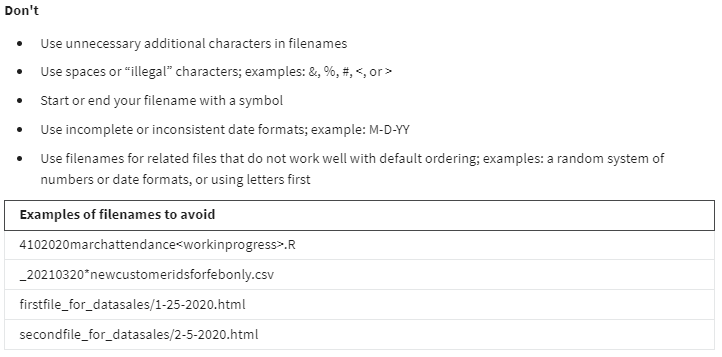 Don't
• Use unnecessary additional characters in filenames
• Use spaces or “illegal” characters; examples: &, %, #, <, or >
• Start or end your filename with a symbol
• Use incomplete or inconsistent date formats; example: M-D-YY
• Use filenames for related files that do not work well with default ordering; examples: a random system of
numbers or date formats, or using letters first
Examples of filenames to avoid
4102020marchattendance<workinprogress>.R
_20210320*newcustomeridsforfebonly.csv
firstfile_for_datasales/1-25-2020.html
secondfile_for_datasales/2-5-2020.html